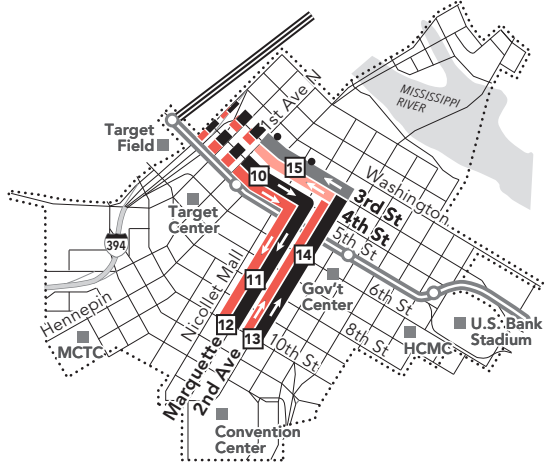 1st Ave N
MISSISSIPPI
RIVER
Target
Field
15
10
Washington
3rd St
4th St
5th St
Target
Center
394
14
Nicollet Mall
11
Gov't
Center
6th St
Hennepin
12
13
8th St
10th St
U.S. Bank
Stadium
HCMC
MCTC
Marquette
2nd Ave
Convention
Center